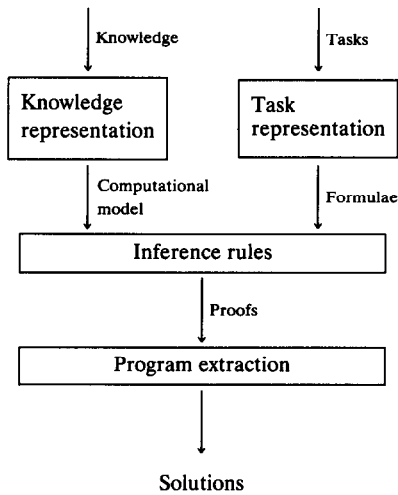 Knowledge
Tasks
Knowledge
representation
Task
representation
Computational
model
Formulae
Inference rules
Proofs
Program extraction
Solutions